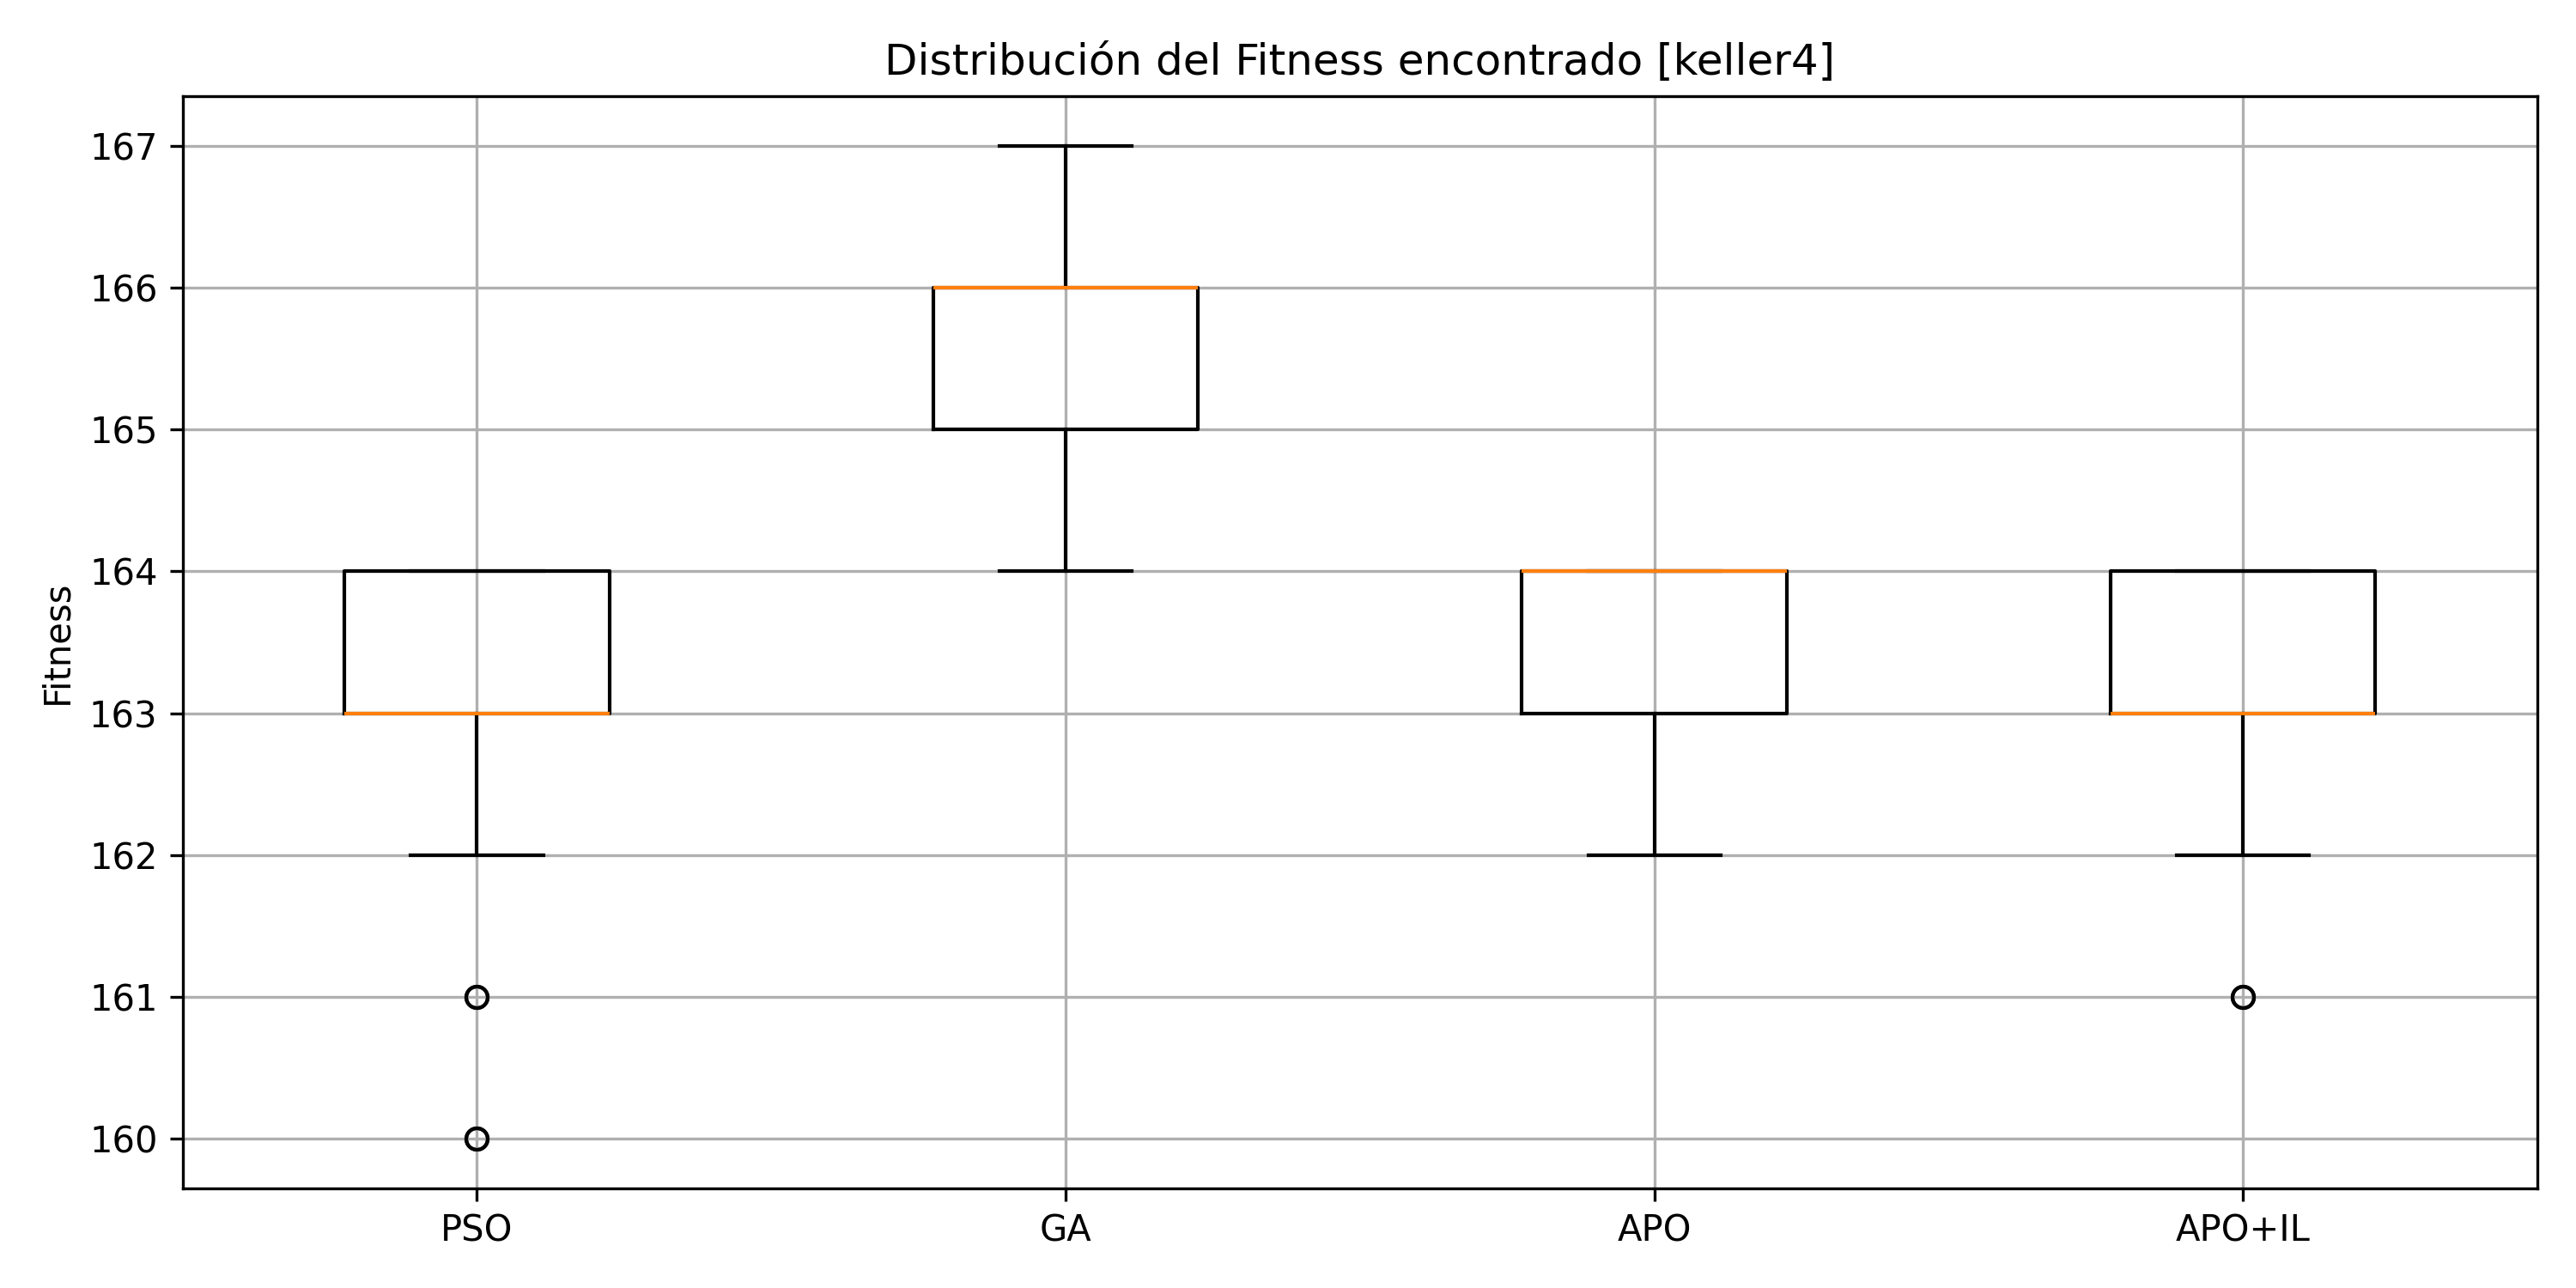 Distribución del Fitness encontrado [keller4]
167
166
165
164
163
162
161
160
Fitness
PSO GA APO APO+IL